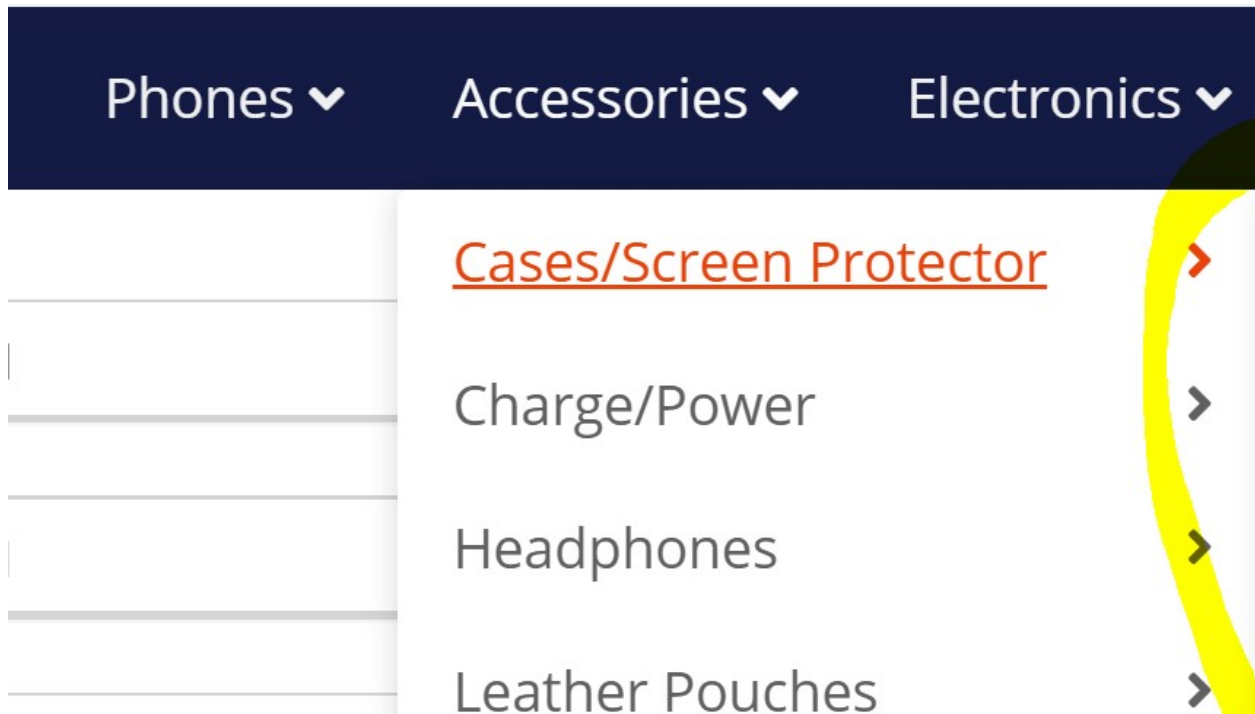 Phones Accessories Electronics
Cases/Screen Protector
Charge/Power
Headphones
Leather Pouches